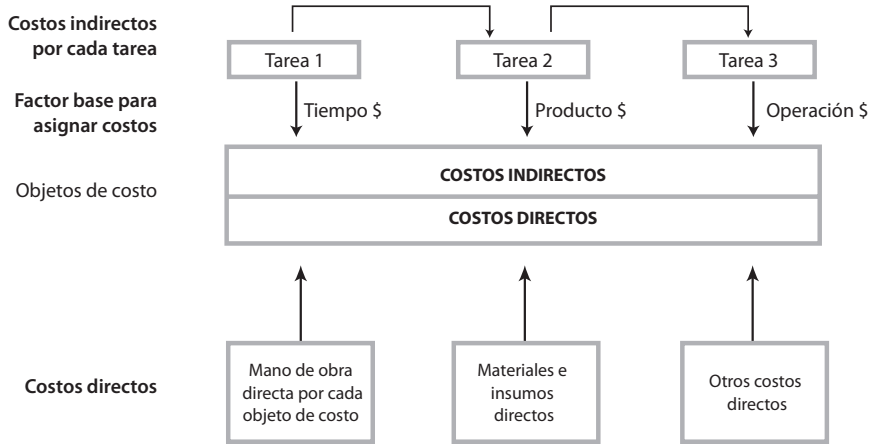 Costos indirectos
por cada tarea
Tarea 1
Tarea 2
Tarea 3
Factor base para
asignar costos
Tiempo $
Producto $
Operación $
Objetos de costo
COSTOS INDIRECTOS
COSTOS DIRECTOS
Costos directos
Mano de obra
directa por cada
objeto de costo
Materiales e
insumos
directos
Otros costos
directos